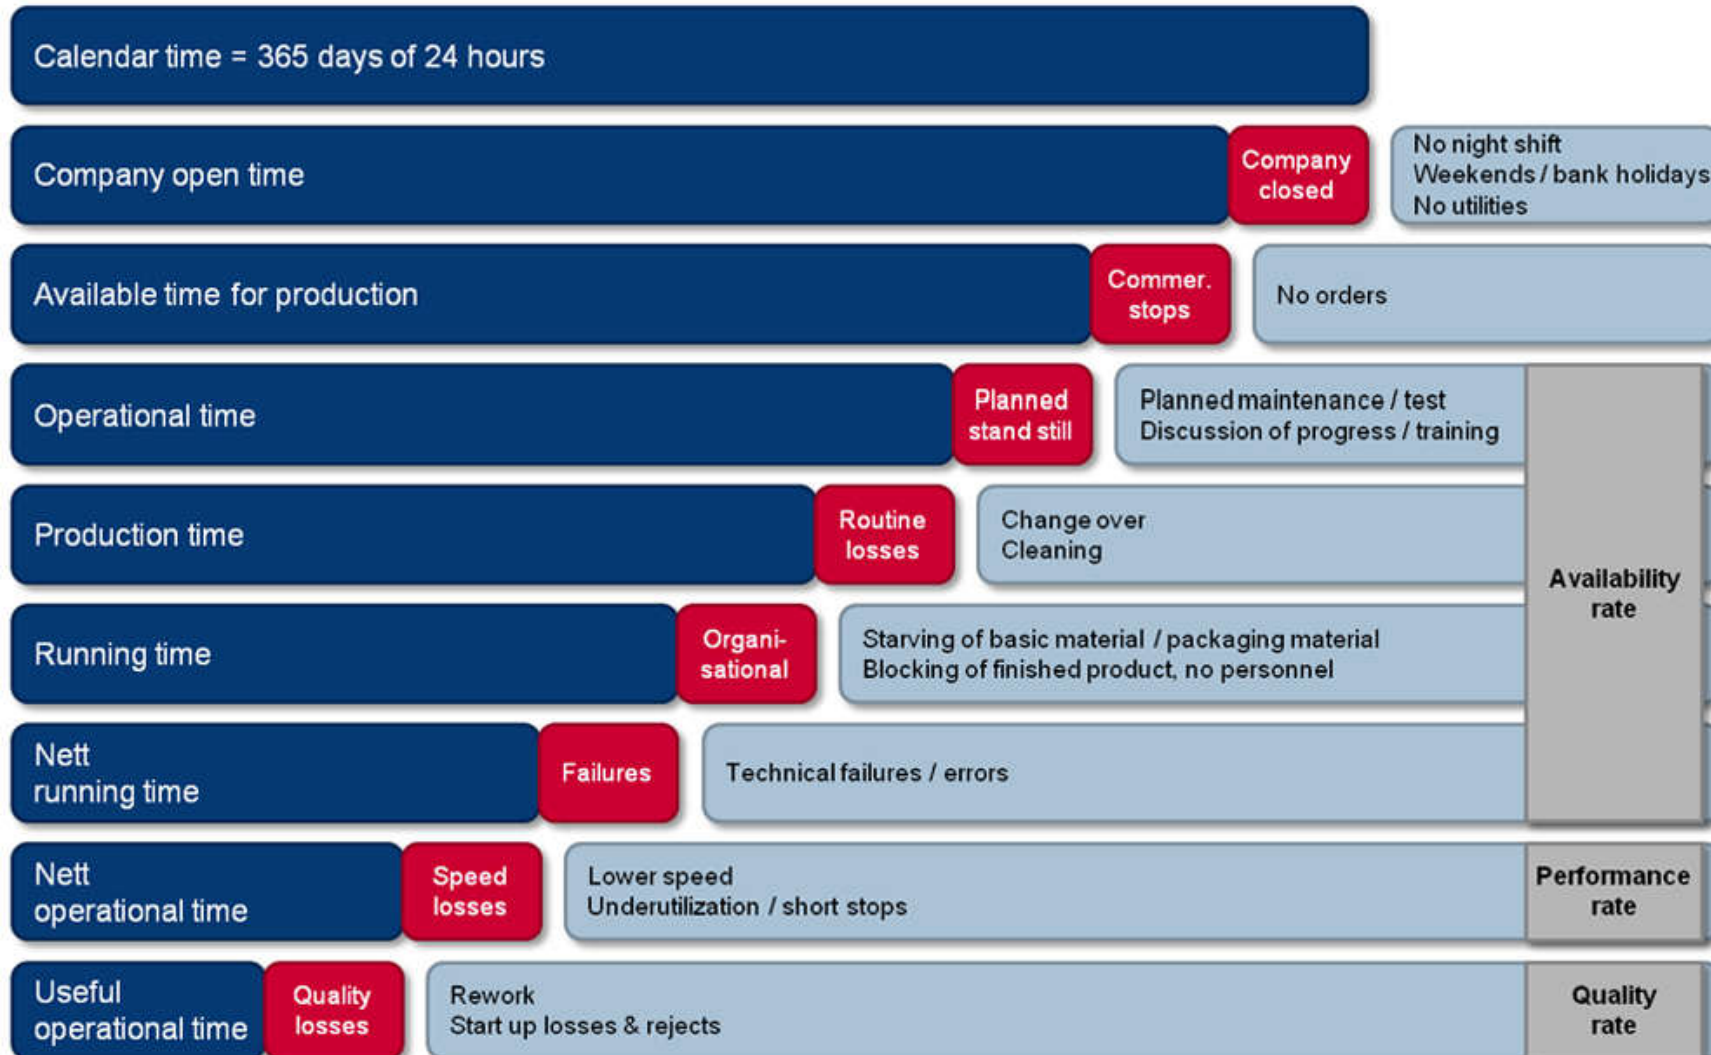 Calendar time = 365 days of 24 hours
Company open time
Company
closed
No night shift
Weekends / bank holidays
No utilities
Available time for production
Commer.
stops
No orders
Operational time
Planned
stand still
Planned maintenance / test
Discussion of progress / training
Production time
Routine
losses
Change over
Cleaning
Availability
rate
Running time
Organi-
sational
Starving of basic material / packaging material
Blocking of finished product, no personnel
Nett
running time
Failures
Technical failures / errors
Nett
operational time
Speed
losses
Lower speed
Underutilization / short stops
Performance
rate
Useful
operational time
Quality
losses
Rework
Start up losses & rejects
Quality
rate